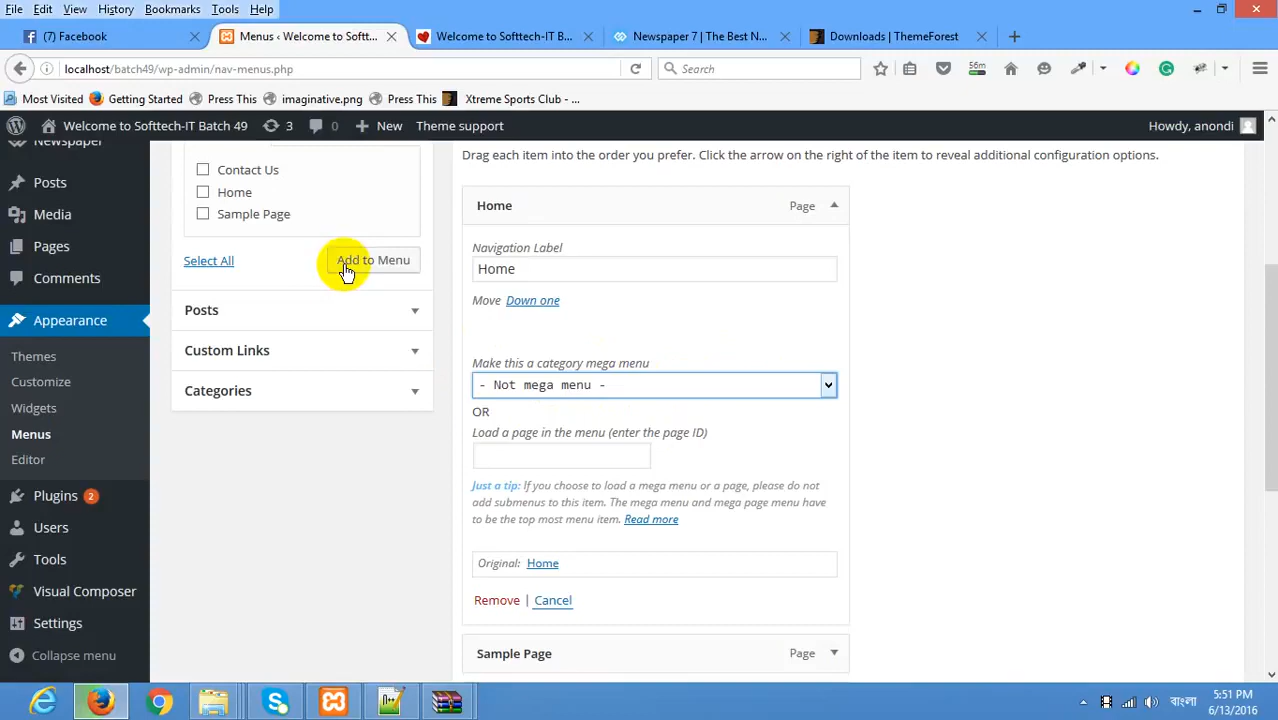 File Edit View History Bookmarks Tools Help
(7) Facebook
Menus ‹ Welcome to Softt...
Welcome to Softtech-IT B...
Newspaper 7 | The Best N...
Downloads | ThemeForest
localhost/batch49/wp-admin/nav-menus.php
Search
56m
Most Visited Getting Started Press This imaginative.png Press This Xtreme Sports Club - ...
Welcome to Softtech-IT Batch 49 3 0 New Theme support Howdy, anondi
Newspaper
Posts
Media
Pages
Comments
Appearance
Themes
Customize
Widgets
Menus
Editor
Plugins 2
Users
Tools
Visual Composer
Settings
Collapse menu
Contact Us
Home
Sample Page
Select All
Add to Menu
Posts
Custom Links
Categories
Drag each item into the order you prefer. Click the arrow on the right of the item to reveal additional configuration options.
Home Page
Navigation Label
Home
Move Down one
Make this a category mega menu
- Not mega menu -
OR
Load a page in the menu (enter the page ID)
Just a tip: If you choose to load a mega menu or a page, please do not
add submenus to this item. The mega menu and mega page menu have
to be the top most menu item. Read more
Original: Home
Remove | Cancel
Sample Page Page
বাংলা
5:51 PM
6/13/2016